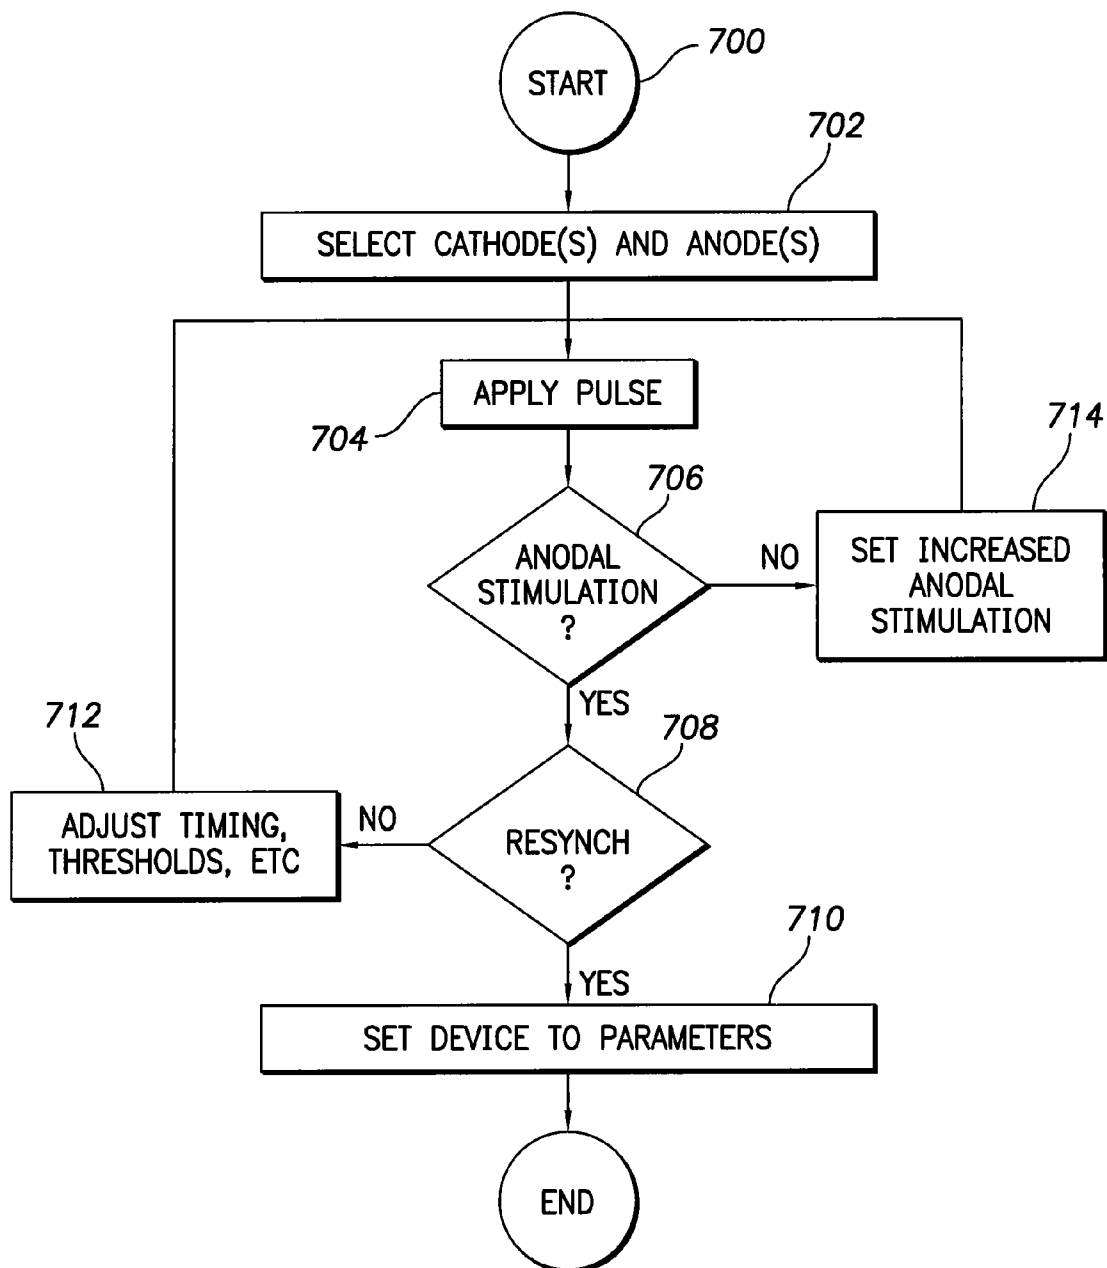 700
START
702
SELECT CATHODE(S) AND ANODE(S)
APPLY PULSE
704
714
706
ANODAL
STIMULATION
?
NO
SET INCREASED
ANODAL
STIMULATION
YES
712
708
ADJUST TIMING,
THRESHOLDS, ETC
NO
RESYNCH
?
710
YES
SET DEVICE TO PARAMETERS
END